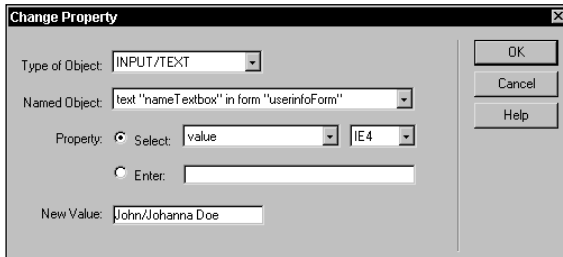 Change Property
Type of Object: INPUT/TEXT
OK
Named Object: text "nameTextbox" in form "userinfoForm"
Cancel
Help
Property: Select: value IE4
Enter:
New Value: John/Johanna Doe